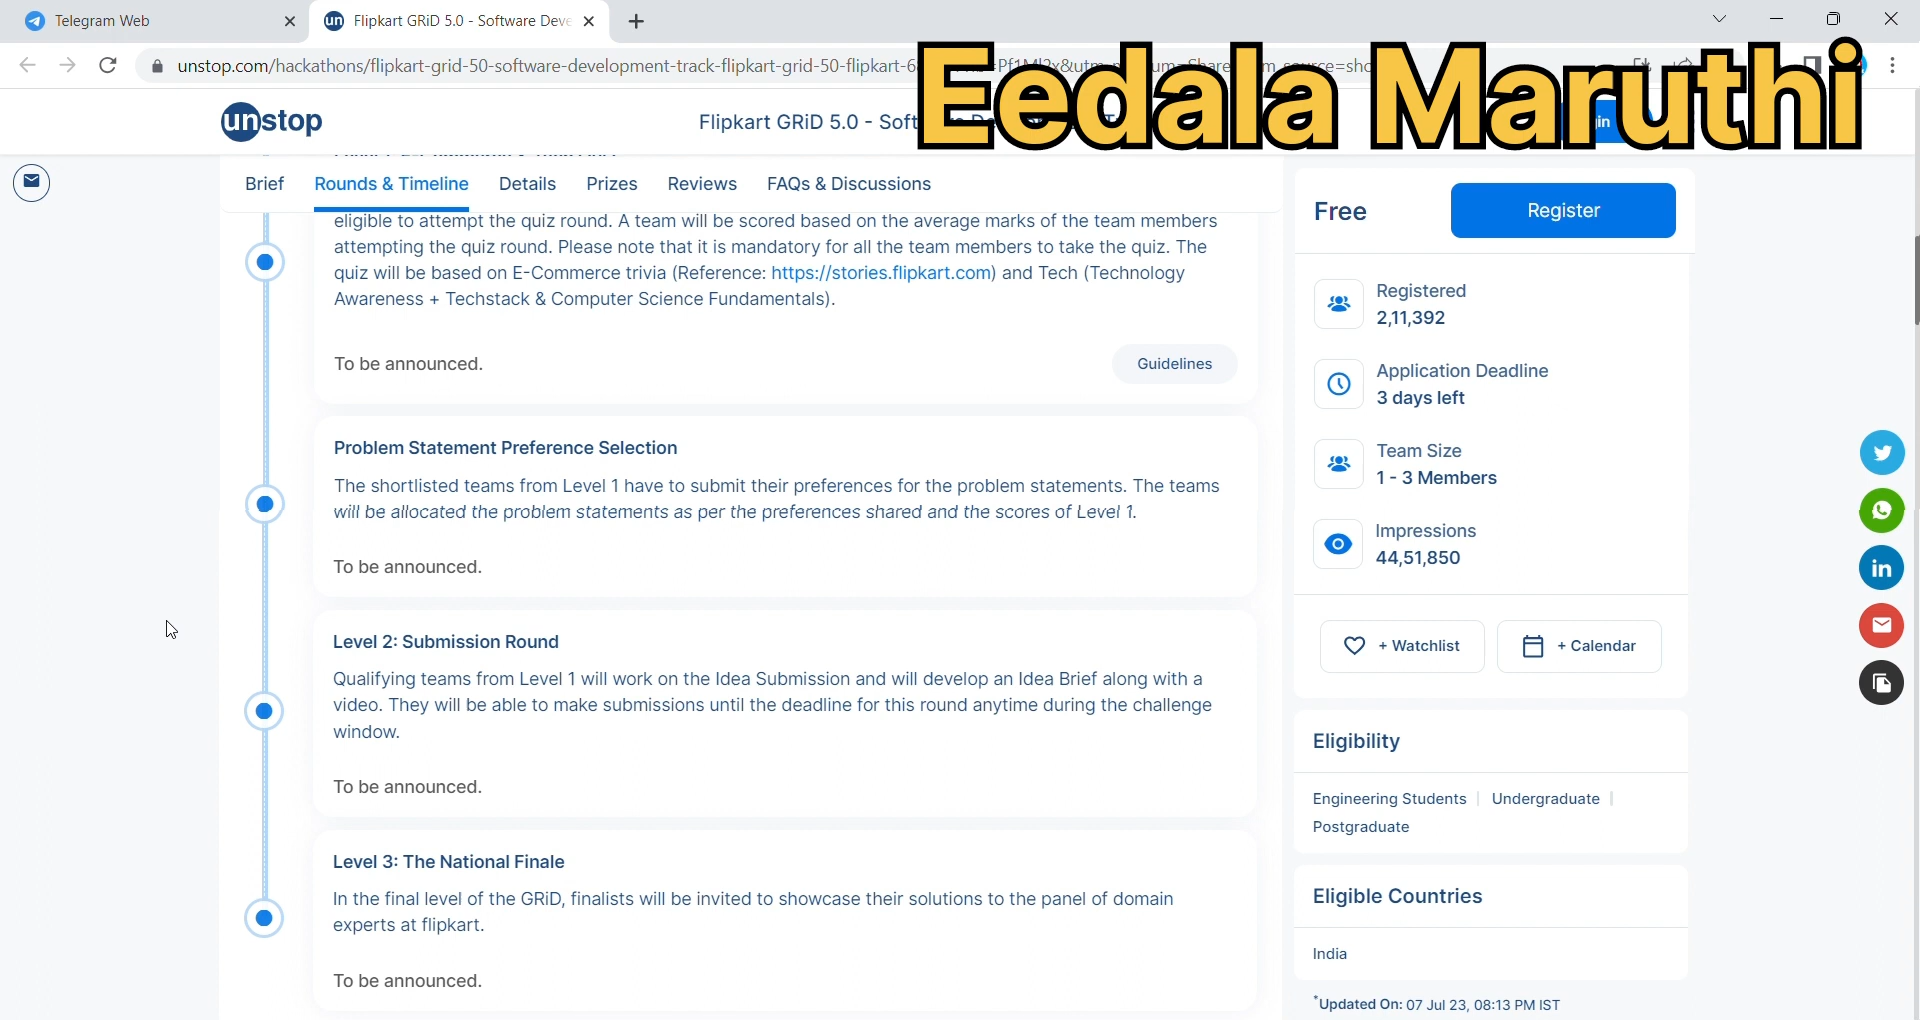 Telegram Web
Flipkart GRiD 5.0 - Software Deve
unstop.com/hackathons/flipkart-grid-50-software-development-track-flipkart-grid-50-flipkart-6
Eedala Maruthi
unstop
Flipkart GRiD 5.0 - Soft
Brief
Rounds & Timeline
Details
Prizes
Reviews
FAQs & Discussions
eligible to attempt the quiz round. A team will be scored based on the average marks of the team members
attempting the quiz round. Please note that it is mandatory for all the team members to take the quiz. The
quiz will be based on E-Commerce trivia (Reference: https://stories.flipkart.com) and Tech (Technology
Awareness + Techstack & Computer Science Fundamentals).
To be announced.
Guidelines
Problem Statement Preference Selection
The shortlisted teams from Level 1 have to submit their preferences for the problem statements. The teams
will be allocated the problem statements as per the preferences shared and the scores of Level 1.
To be announced.
Level 2: Submission Round
Qualifying teams from Level 1 will work on the Idea Submission and will develop an Idea Brief along with a
video. They will be able to make submissions until the deadline for this round anytime during the challenge
window.
To be announced.
Level 3: The National Finale
In the final level of the GRiD, finalists will be invited to showcase their solutions to the panel of domain
experts at flipkart.
To be announced.
Free
Register
Registered
2,11,392
Application Deadline
3 days left
Team Size
1 - 3 Members
Impressions
44,51,850
+ Watchlist
+ Calendar
Eligibility
Engineering Students
Undergraduate
Postgraduate
Eligible Countries
India
*Updated On: 07 Jul 23, 08:13 PM IST